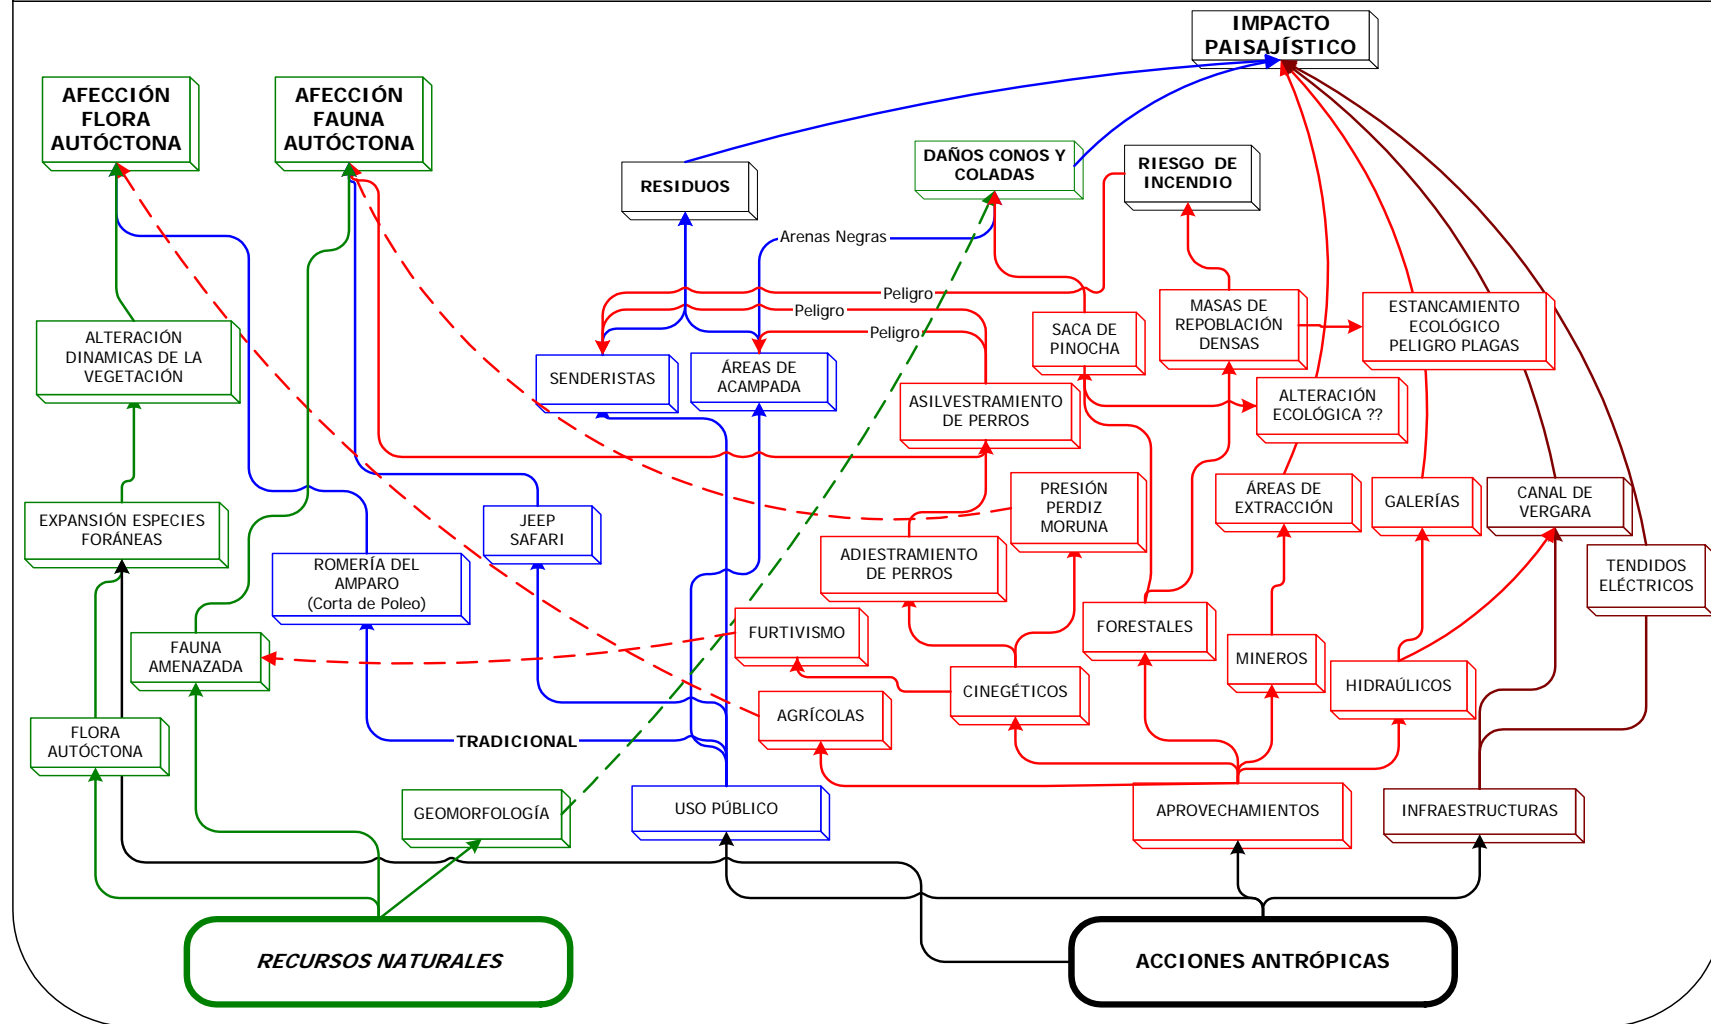 IMPACTO
PAISAJÍSTICO
AFECCIÓN
FLORA
AUTÓCTONA
AFECCIÓN
FAUNA
AUTÓCTONA
RESIDUOS
DAÑOS CONOS Y
COLADAS
RIESGO DE
INCENDIO
Arenas Negras
Peligro
Peligro
Peligro
ALTERACIÓN
DINAMICAS DE LA
VEGETACIÓN
SENDERISTAS
ÁREAS DE
ACAMPADA
SACA DE
PINOCHA
MASAS DE
REPOBLACIÓN
DENSAS
ESTANCAMIENTO
ECOLÓGICO
PELIGRO PLAGAS
ASILVESTRAMIENTO
DE PERROS
ALTERACIÓN
ECOLÓGICA ??
EXPANSIÓN ESPECIES
FORÁNEAS
JEEP
SAFARI
PRESIÓN
PERDIZ
MORUNA
ÁREAS DE
EXTRACCIÓN
GALERÍAS
CANAL DE
VERGARA
ROMERÍA DEL
AMPARO
(Corta de Poleo)
ADIESTRAMIENTO
DE PERROS
TENDIDOS
ELÉCTRICOS
FAUNA
AMENAZADA
FURTIVISMO
FORESTALES
MINEROS
CINEGÉTICOS
HIDRAÚLICOS
FLORA
AUTÓCTONA
TRADICIONAL
AGRÍCOLAS
GEOMORFOLOGÍA
USO PÚBLICO
APROVECHAMIENTOS
INFRAESTRUCTURAS
RECURSOS NATURALES
ACCIONES ANTRÓPICAS